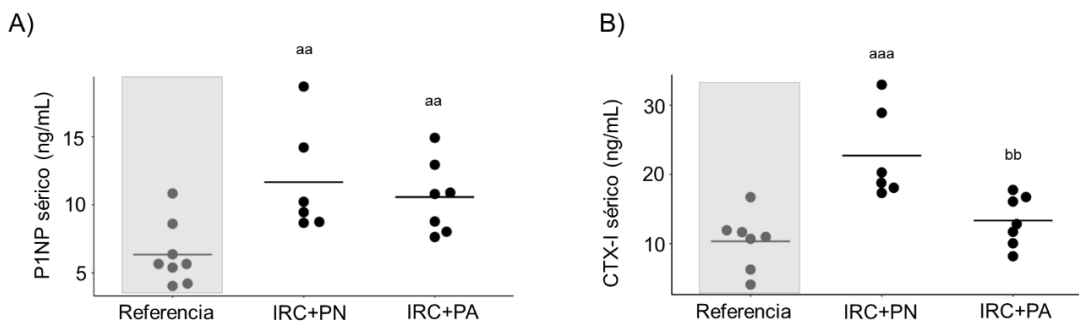 A)
aa
aa
P1NP sérico (ng/mL)
15
10
5
Referencia IRC+PN IRC+PA
B)
aaa
bb
CTX-I sérico (ng/mL)
30
20
10
Referencia IRC+PN IRC+PA